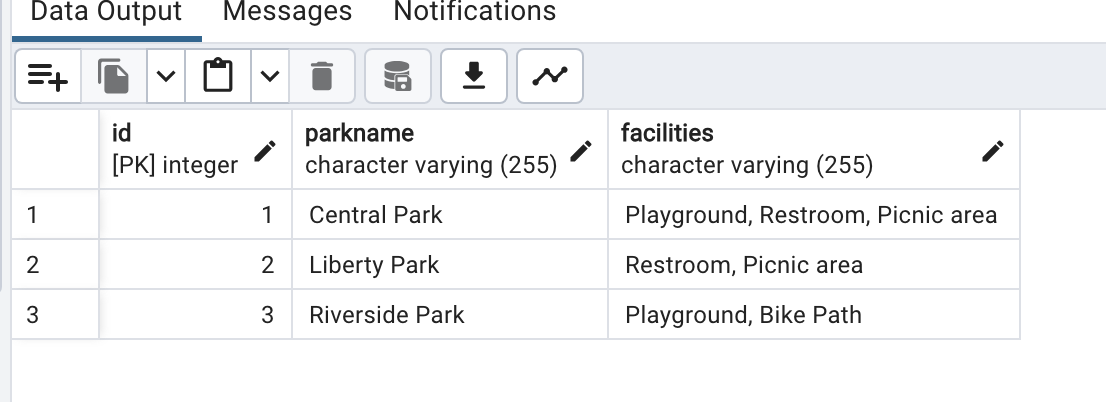 Data Output Messages Notifications
id parkname facilities
[PK] integer character varying (255) character varying (255)
1 1 Central Park Playground, Restroom, Picnic area
2 2 Liberty Park Restroom, Picnic area
3 3 Riverside Park Playground, Bike Path